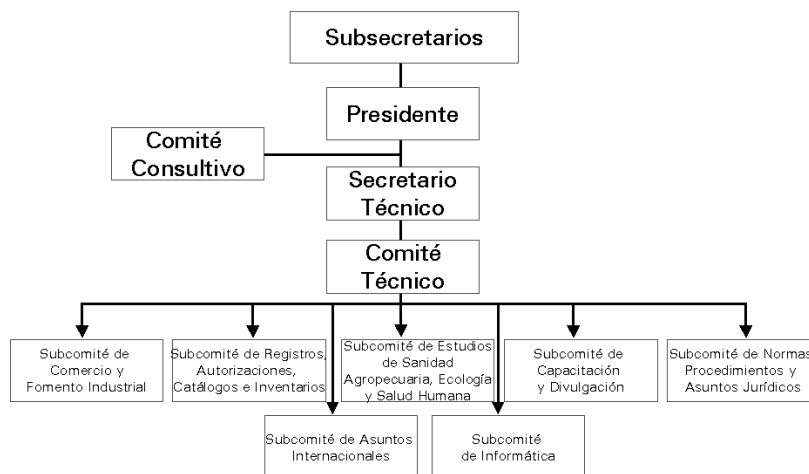 Subsecretarios
Presidente
Comité
Consultivo
Secretario
Técnico
Comité
Técnico
Subcomité de
Comercio y
Fomento Industrial
Subcomité de Registros,
Autorizaciones,
Catálogos e Inventarios
Subcomité de Estudios
de Sanidad
Agropecuaria, Ecología
y Salud Humana
Subcomité de
Capacitación
y Divulgación
Subcomité de Normas
Procedimientos y
Asuntos Jurídicos
Subcomité de Asuntos
Internacionales
Subcomité
de Informática